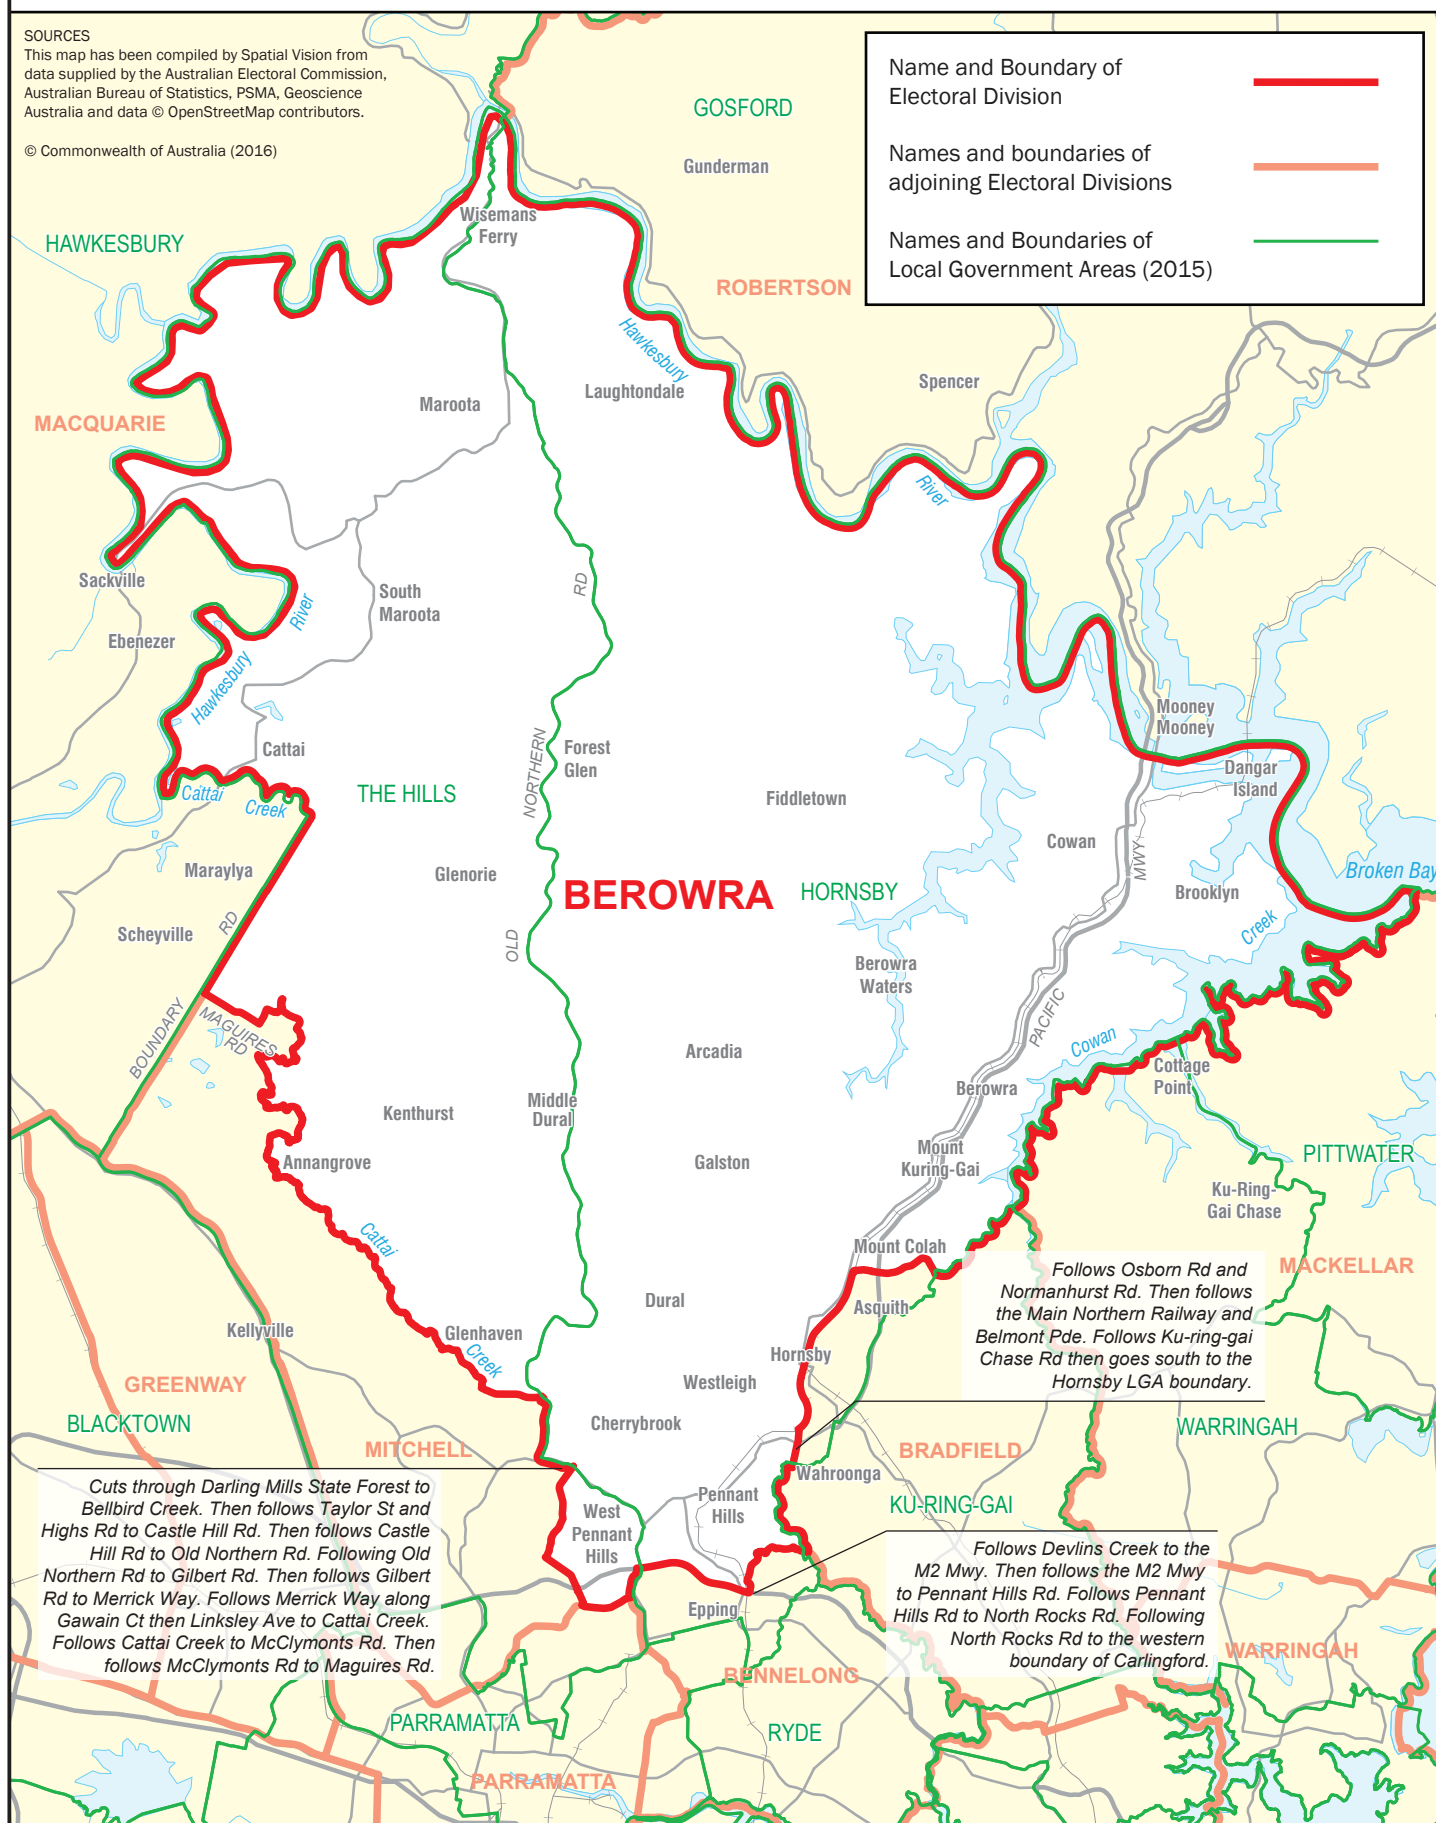 SOURCES
This map has been compiled by Spatial Vision from
data supplied by the Australian Electoral Commission,
Australian Bureau of Statistics, PSMA, Geoscience
Australia and data © OpenStreetMap contributors.
© Commonwealth of Australia (2016)
Name and Boundary of
Electoral Division
Names and boundaries of
adjoining Electoral Divisions
Names and Boundaries of
Local Government Areas (2015)
GOSFORD
Gunderman
Wisemans
Ferry
HAWKESBURY
ROBERTSON
Hawkesbury
Spencer
Laughtondale
Maroota
MACQUARIE
River
Sackville
RD
South
Maroota
River
Ebenezer
Hawkesbury
Mooney
Mooney
Cattai
NORTHERN
Forest
Glen
Dangar
Island
Cattai
Creek
THE HILLS
Fiddletown
Cowan
MWY
Maraylya
Glenorie
Broken Bay
BEROWRA
HORNSBY
Brooklyn
RD
Scheyville
Creek
OLD
Berowra
Waters
BOUNDARY
MAGUIRES
RD
PACIFIC
Cowan
Arcadia
Cottage
Point
Berowra
Kenthurst
Middle
Dural
Mount
Kuring-Gai
PITTWATER
Annangrove
Galston
Ku-Ring-
Gai Chase
Cattai
Mount Colah
MACKELLAR
Follows Osborn Rd and
Normanhurst Rd. Then follows
the Main Northern Railway and
Belmont Pde. Follows Ku-ring-gai
Chase Rd then goes south to the
Hornsby LGA boundary.
Dural
Asquith
Kellyville
Glenhaven
Creek
Hornsby
GREENWAY
Westleigh
BLACKTOWN
Cherrybrook
WARRINGAH
MITCHELL
BRADFIELD
Wahroonga
Cuts through Darling Mills State Forest to
Bellbird Creek. Then follows Taylor St and
Highs Rd to Castle Hill Rd. Then follows Castle
Hill Rd to Old Northern Rd. Following Old
Northern Rd to Gilbert Rd. Then follows Gilbert
Rd to Merrick Way. Follows Merrick Way along
Gawain Ct then Linksley Ave to Cattai Creek.
Follows Cattai Creek to McClymonts Rd. Then
follows McClymonts Rd to Maguires Rd.
West
Pennant
Hills
Pennant
Hills
KU-RING-GAI
Follows Devlins Creek to the
M2 Mwy. Then follows the M2 Mwy
to Pennant Hills Rd. Follows Pennant
Hills Rd to North Rocks Rd. Following
North Rocks Rd to the western
boundary of Carlingford.
Epping
WARRINGAH
BENNELONG
PARRAMATTA
RYDE
PARRAMATTA